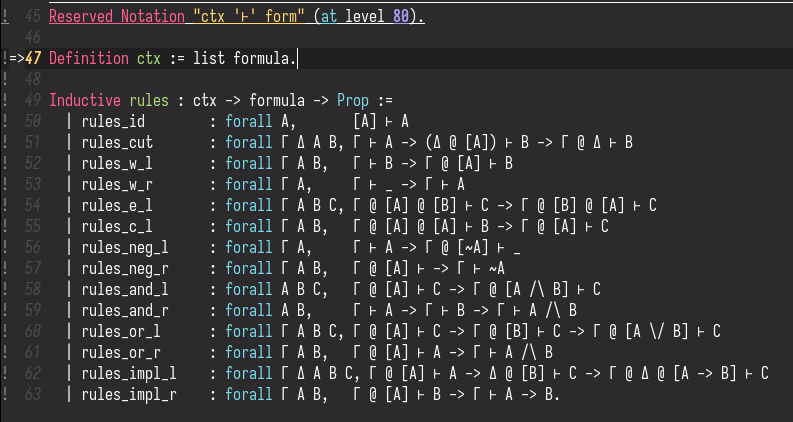 45 Reserved Notation "ctx '⊢' form" (at level 80).
46
!=>47 Definition ctx := list formula.
! 48
! 49 Inductive rules : ctx -> formula -> Prop :=
! 50 | rules_id : forall A, [A] ⊢ A
! 51 | rules_cut : forall Γ Δ A B, Γ ⊢ A -> (Δ @ [A]) ⊢ B -> Γ @ Δ ⊢ B
! 52 | rules_w_l : forall Γ A B, Γ ⊢ B -> Γ @ [A] ⊢ B
! 53 | rules_w_r : forall Γ A, Γ ⊢ _ -> Γ ⊢ A
! 54 | rules_e_l : forall Γ A B C, Γ @ [A] @ [B] ⊢ C -> Γ @ [B] @ [A] ⊢ C
! 55 | rules_c_l : forall Γ A B, Γ @ [A] @ [A] ⊢ B -> Γ @ [A] ⊢ C
! 56 | rules_neg_l : forall Γ A, Γ ⊢ A -> Γ @ [~A] ⊢ _
! 57 | rules_neg_r : forall Γ A B, Γ @ [A] ⊢ -> Γ ⊢ ~A
! 58 | rules_and_l : forall A B C, Γ @ [A] ⊢ C -> Γ @ [A /\ B] ⊢ C
! 59 | rules_and_r : forall A B, Γ ⊢ A -> Γ ⊢ B -> Γ ⊢ A /\ B
! 60 | rules_or_l : forall Γ A B C, Γ @ [A] ⊢ C -> Γ @ [B] ⊢ C -> Γ @ [A \/ B] ⊢ C
! 61 | rules_or_r : forall Γ A B, Γ @ [A] ⊢ A -> Γ ⊢ A /\ B
! 62 | rules_impl_l : forall Γ Δ A B C, Γ @ [A] ⊢ A -> Δ @ [B] ⊢ C -> Γ @ Δ @ [A -> B] ⊢ C
! 63 | rules_impl_r : forall Γ A B, Γ @ [A] ⊢ B -> Γ ⊢ A -> B.